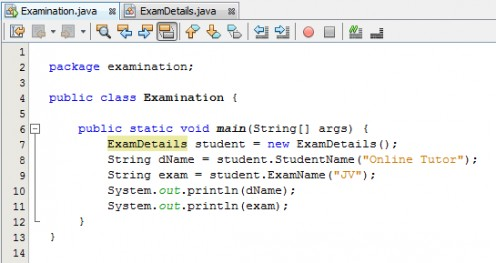 Examination.java
ExamDetails.java
1
2 package examination;
3
4 public class Examination {
5
6 public static void main(String[] args) {
7 ExamDetails student = new ExamDetails();
8 String dName = student.StudentName("Online Tutor");
9 String exam = student.ExamName("JV");
10 System.out.println(dName);
11 System.out.println(exam);
12 }
13 }
14